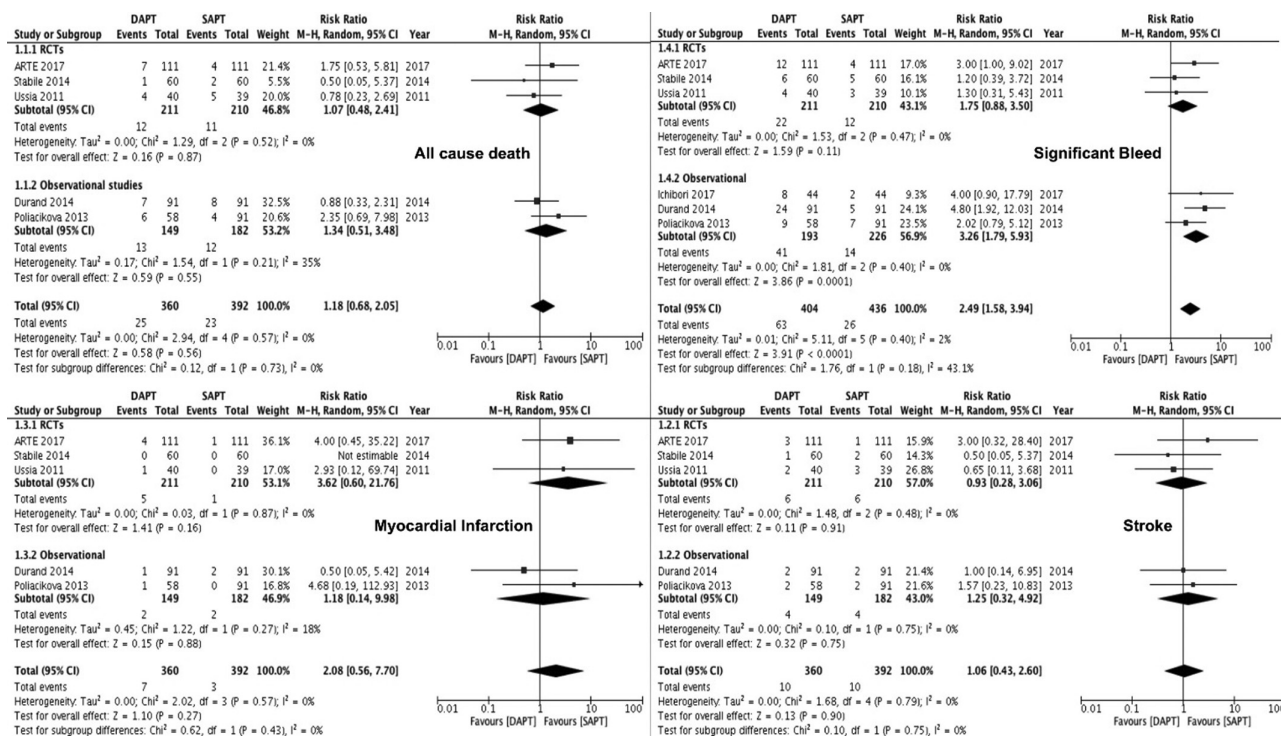 DAPT SAPT Risk Ratio Risk Ratio
Study or Subgroup Events Total Events Total Weight M-H, Random, 95% CI Year M-H, Random, 95% CI
1.1.1 RCTs
ARTE 2017 7 111 4 111 21.4% 1.75 [0.53, 5.81] 2017
Stabile 2014 1 60 2 60 5.5% 0.50 [0.05, 5.37] 2014
Ussia 2011 4 40 5 39 20.0% 0.78 [0.23, 2.69] 2011
Subtotal (95% CI) 211 210 46.8% 1.07 [0.48, 2.41]
Total events 12 11
Heterogeneity: Tau² = 0.00; Chi² = 1.29, df = 2 (P = 0.52); I² = 0%
Test for overall effect: Z = 0.16 (P = 0.87)
All cause death
1.1.2 Observational studies
Durand 2014 7 91 8 91 32.5% 0.88 [0.33, 2.31] 2014
Poliacikova 2013 6 58 4 91 20.6% 2.35 [0.69, 7.98] 2013
Subtotal (95% CI) 149 182 53.2% 1.34 [0.51, 3.48]
Total events 13 12
Heterogeneity: Tau² = 0.17; Chi² = 1.54, df = 1 (P = 0.21); I² = 35%
Test for overall effect: Z = 0.59 (P = 0.55)
Total (95% CI) 360 392 100.0% 1.18 [0.68, 2.05]
Total events 25 23
Heterogeneity: Tau² = 0.00; Chi² = 2.94, df = 4 (P = 0.57); I² = 0%
Test for overall effect: Z = 0.58 (P = 0.56)
Test for subgroup differences: Chi² = 0.12, df = 1 (P = 0.73), I² = 0%
0.01 0.1 1 10 100
Favours [DAPT] Favours [SAPT]
DAPT SAPT Risk Ratio Risk Ratio
Study or Subgroup Events Total Events Total Weight M-H, Random, 95% CI Year M-H, Random, 95% CI
1.4.1 RCTs
ARTE 2017 12 111 4 111 17.0% 3.00 [1.00, 9.02] 2017
Stabile 2014 6 60 5 60 16.1% 1.20 [0.39, 3.72] 2014
Ussia 2011 4 40 3 39 10.1% 1.30 [0.31, 5.43] 2011
Subtotal (95% CI) 211 210 43.1% 1.75 [0.88, 3.50]
Total events 22 12
Heterogeneity: Tau² = 0.00; Chi² = 1.53, df = 2 (P = 0.47); I² = 0%
Test for overall effect: Z = 1.59 (P = 0.11)
Significant Bleed
1.4.2 Observational
Ichibori 2017 8 44 2 44 9.3% 4.00 [0.90, 17.79] 2017
Durand 2014 24 91 5 91 24.1% 4.80 [1.92, 12.03] 2014
Poliacikova 2013 9 58 7 91 23.5% 2.02 [0.79, 5.12] 2013
Subtotal (95% CI) 193 226 56.9% 3.26 [1.79, 5.93]
Total events 41 14
Heterogeneity: Tau² = 0.00; Chi² = 1.81, df = 2 (P = 0.40); I² = 0%
Test for overall effect: Z = 3.86 (P = 0.0001)
Total (95% CI) 404 436 100.0% 2.49 [1.58, 3.94]
Total events 63 26
Heterogeneity: Tau² = 0.01; Chi² = 5.11, df = 5 (P = 0.40); I² = 2%
Test for overall effect: Z = 3.91 (P < 0.0001)
Test for subgroup differences: Chi² = 1.76, df = 1 (P = 0.18), I² = 43.1%
0.01 0.1 1 10 100
Favours [DAPT] Favours [SAPT]
DAPT SAPT Risk Ratio Risk Ratio
Study or Subgroup Events Total Events Total Weight M-H, Random, 95% CI Year M-H, Random, 95% CI
1.3.1 RCTs
ARTE 2017 4 111 1 111 36.1% 4.00 [0.45, 35.22] 2017
Stabile 2014 0 60 0 60 Not estimable 2014
Ussia 2011 1 40 0 39 17.0% 2.93 [0.12, 69.74] 2011
Subtotal (95% CI) 211 210 53.1% 3.62 [0.60, 21.76]
Total events 5 1
Heterogeneity: Tau² = 0.00; Chi² = 0.03, df = 1 (P = 0.87); I² = 0%
Test for overall effect: Z = 1.41 (P = 0.16)
Myocardial Infarction
1.3.2 Observational
Durand 2014 1 91 2 91 30.1% 0.50 [0.05, 5.42] 2014
Poliacikova 2013 1 58 0 91 16.8% 4.68 [0.19, 112.93] 2013
Subtotal (95% CI) 149 182 46.9% 1.18 [0.14, 9.98]
Total events 2 2
Heterogeneity: Tau² = 0.45; Chi² = 1.22, df = 1 (P = 0.27); I² = 18%
Test for overall effect: Z = 0.15 (P = 0.88)
Total (95% CI) 360 392 100.0% 2.08 [0.56, 7.70]
Total events 7 3
Heterogeneity: Tau² = 0.00; Chi² = 2.02, df = 3 (P = 0.57); I² = 0%
Test for overall effect: Z = 1.10 (P = 0.27)
Test for subgroup differences: Chi² = 0.62, df = 1 (P = 0.43), I² = 0%
0.01 0.1 1 10 100
Favours [DAPT] Favours [SAPT]
DAPT SAPT Risk Ratio Risk Ratio
Study or Subgroup Events Total Events Total Weight M-H, Random, 95% CI Year M-H, Random, 95% CI
1.2.1 RCTs
ARTE 2017 3 111 1 111 15.9% 3.00 [0.32, 28.40] 2017
Stabile 2014 1 60 2 60 14.3% 0.50 [0.05, 5.37] 2014
Ussia 2011 2 40 3 39 26.8% 0.65 [0.11, 3.68] 2011
Subtotal (95% CI) 211 210 57.0% 0.93 [0.28, 3.06]
Total events 6 6
Heterogeneity: Tau² = 0.00; Chi² = 1.48, df = 2 (P = 0.48); I² = 0%
Test for overall effect: Z = 0.11 (P = 0.91)
Stroke
1.2.2 Observational
Durand 2014 2 91 2 91 21.4% 1.00 [0.14, 6.95] 2014
Poliacikova 2013 2 58 2 91 21.6% 1.57 [0.23, 10.83] 2013
Subtotal (95% CI) 149 182 43.0% 1.25 [0.32, 4.92]
Total events 4 4
Heterogeneity: Tau² = 0.00; Chi² = 0.10, df = 1 (P = 0.75); I² = 0%
Test for overall effect: Z = 0.32 (P = 0.75)
Total (95% CI) 360 392 100.0% 1.06 [0.43, 2.60]
Total events 10 10
Heterogeneity: Tau² = 0.00; Chi² = 1.68, df = 4 (P = 0.79); I² = 0%
Test for overall effect: Z = 0.13 (P = 0.90)
Test for subgroup differences: Chi² = 0.10, df = 1 (P = 0.75), I² = 0%
0.01 0.1 1 10 100
Favours [DAPT] Favours [SAPT]